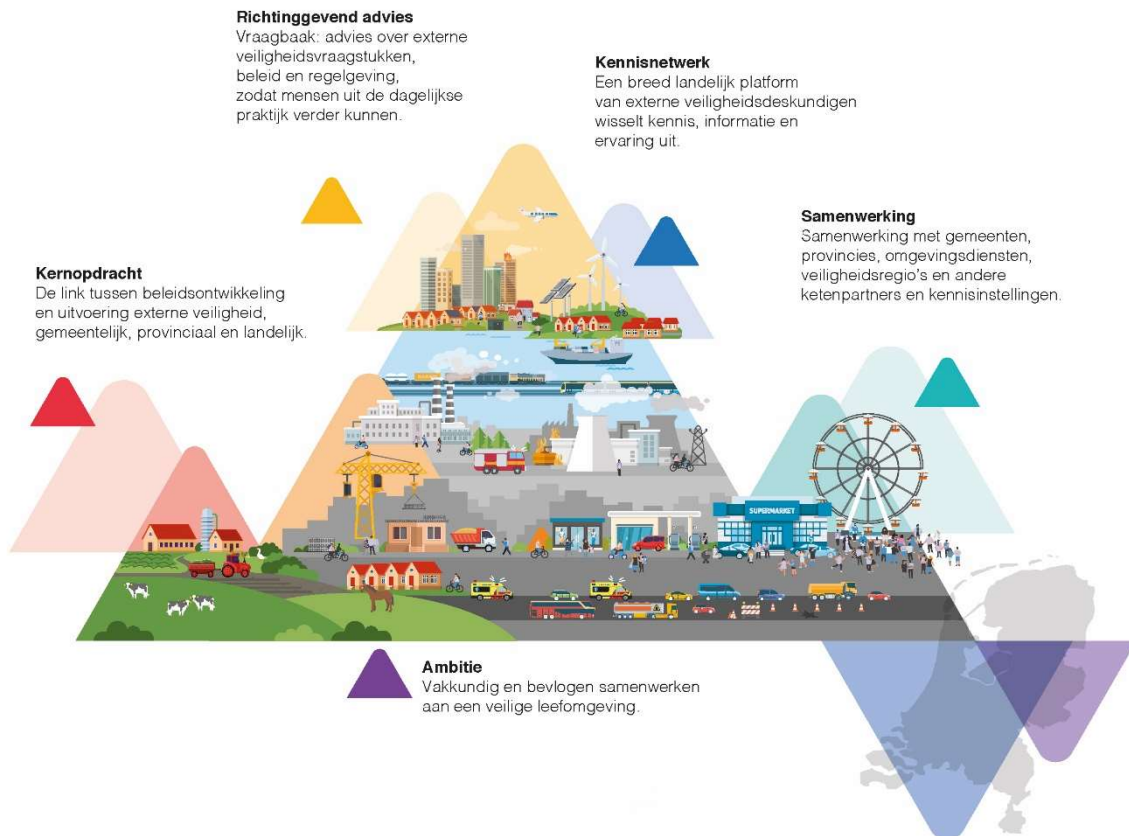 Richtinggevend advies
Vraagbaak: advies over externe
veiligheidsvraagstukken,
beleid en regelgeving,
zodat mensen uit de dagelijkse
praktijk verder kunnen.
Kennisnetwerk
Een breed landelijk platform
van externe veiligheidsdeskundigen
wisselt kennis, informatie en
ervaring uit.
Samenwerking
Samenwerking met gemeenten,
provincies, omgevingsdiensten,
veiligheidsregio's en andere
ketenpartners en kennisinstellingen.
Kernopdracht
De link tussen beleidsontwikkeling
en uitvoering externe veiligheid,
gemeentelijk, provinciaal en landelijk.
SUPERMARKET
Ambitie
Vakkundig en bevlogen samenwerken
aan een veilige leefomgeving.